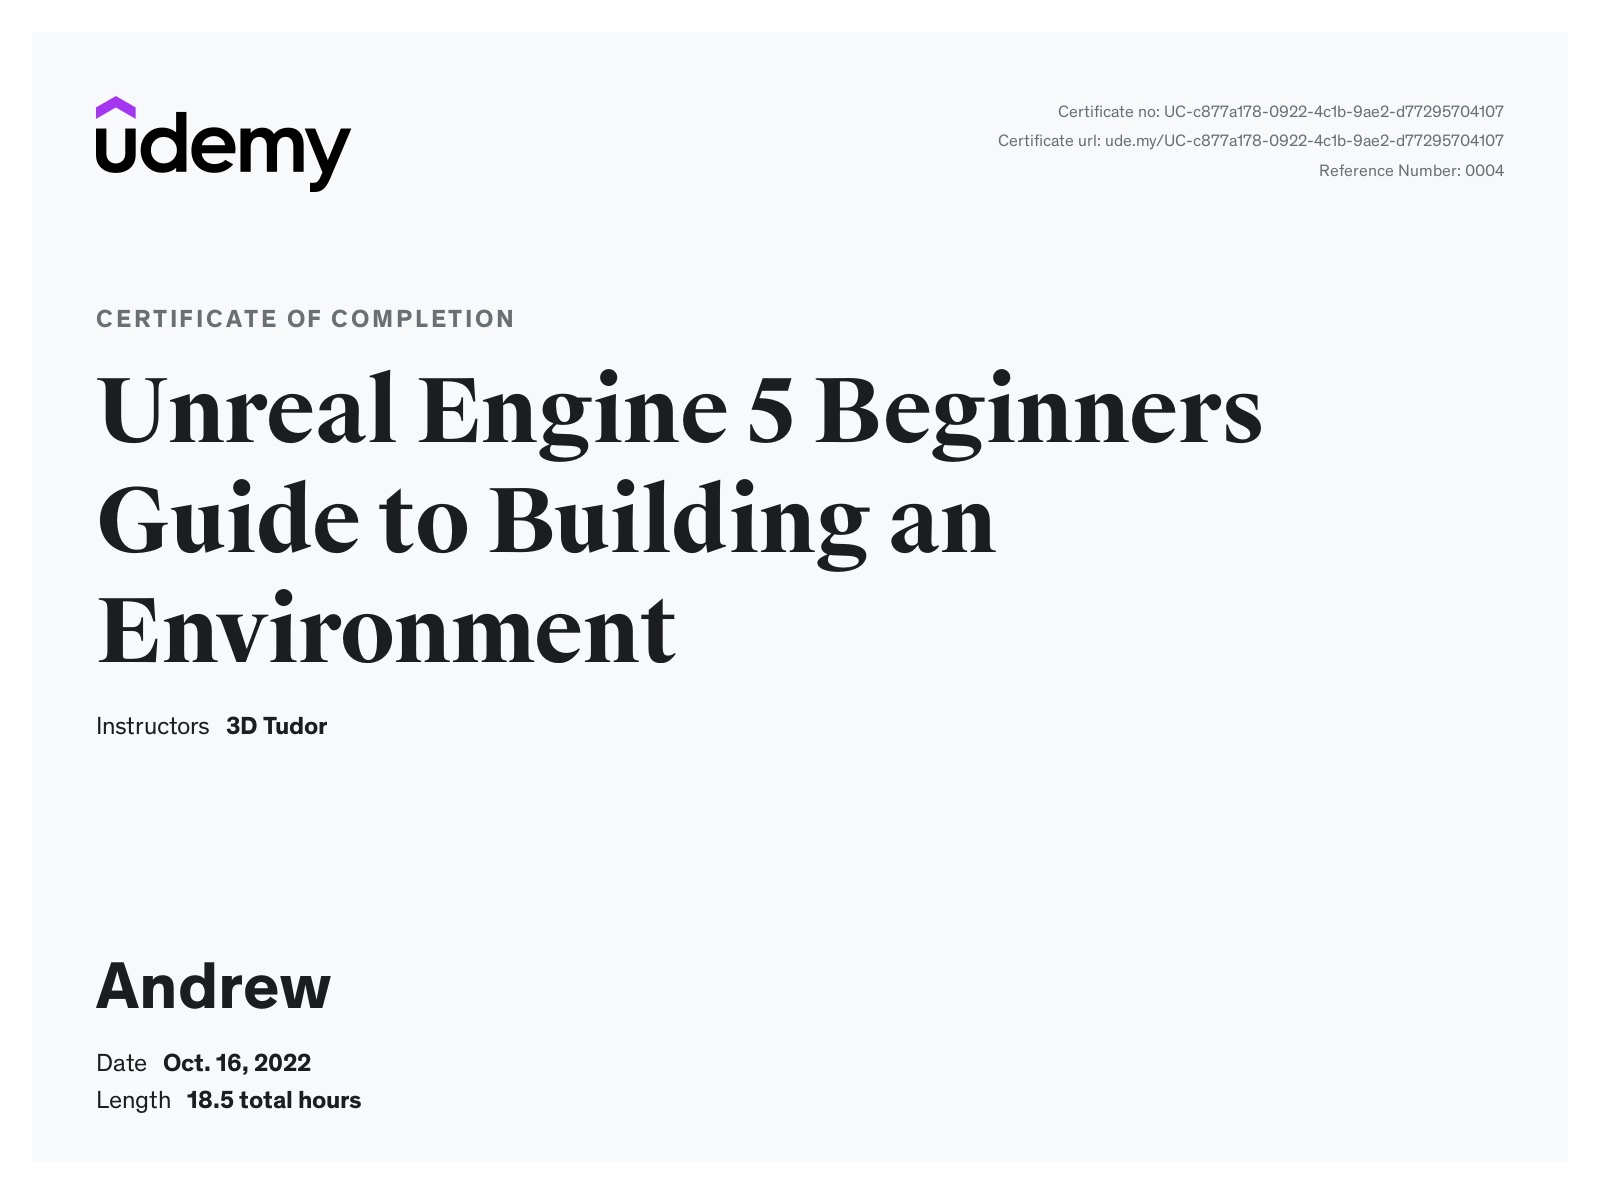 udemy
Certificate no: UC-c877a178-0922-4c1b-9ae2-d77295704107
Certificate url: ude.my/UC-c877a178-0922-4c1b-9ae2-d77295704107
Reference Number: 0004
CERTIFICATE OF COMPLETION
Unreal Engine 5 Beginners
Guide to Building an
Environment
Instructors 3D Tudor
Andrew
Date Oct. 16, 2022
Length 18.5 total hours